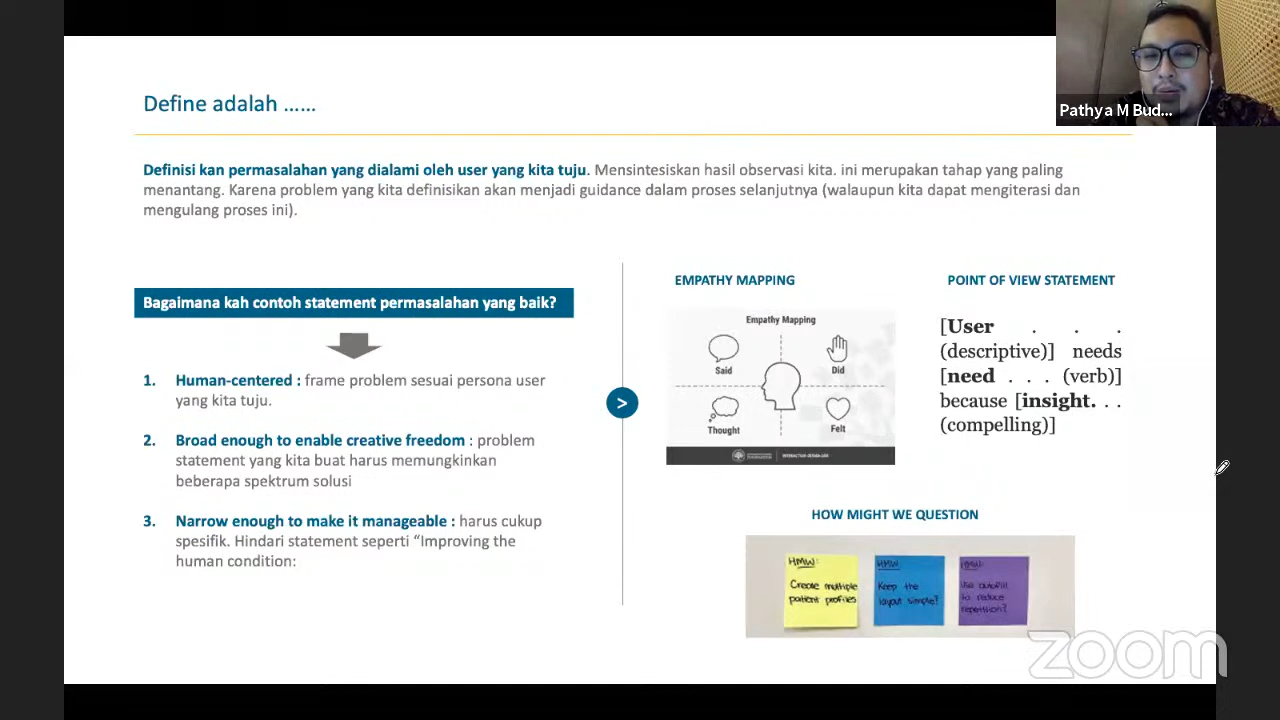 Define adalah ......
Pathya M Bud...
Definisi kan permasalahan yang dialami oleh user yang kita tuju. Mensintesiskan hasil observasi kita. ini merupakan tahap yang paling
menantang. Karena problem yang kita definisikan akan menjadi guidance dalam proses selanjutnya (walaupun kita dapat mengiterasi dan
mengulang proses ini).
Bagaimana kah contoh statement permasalahan yang baik?
1. Human-centered : frame problem sesuai persona user
yang kita tuju.
2. Broad enough to enable creative freedom : problem
statement yang kita buat harus memungkinkan
beberapa spektrum solusi
3. Narrow enough to make it manageable : harus cukup
spesifik. Hindari statement seperti “Improving the
human condition:
>
EMPATHY MAPPING
Empathy Mapping
Said
Did
Thought
Felt
POINT OF VIEW STATEMENT
[User . . .
(descriptive)] needs
[need . . . (verb)]
because [insight. . .
(compelling)]
HOW MIGHT WE QUESTION
HMW:
Create multiple
patient profiles
HMW
Keep the
layout simple?
HMW:
Use autofill
to reduce
repetition?
zoom